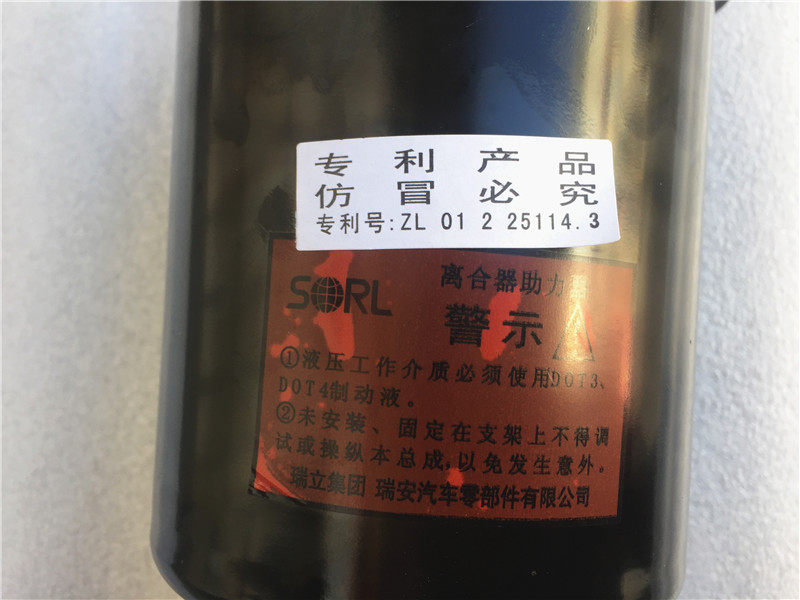 专利产品
仿冒必究
专利号:ZL 01 2 25114.3
SORL
离合器助力器
警示
①液压工作介质必须使用DOT3、
DOT4制动液。
②未安装、固定在支架上不得调
试或操纵本总成,以免发生意外。
瑞立集团 瑞安汽车零部件有限公司